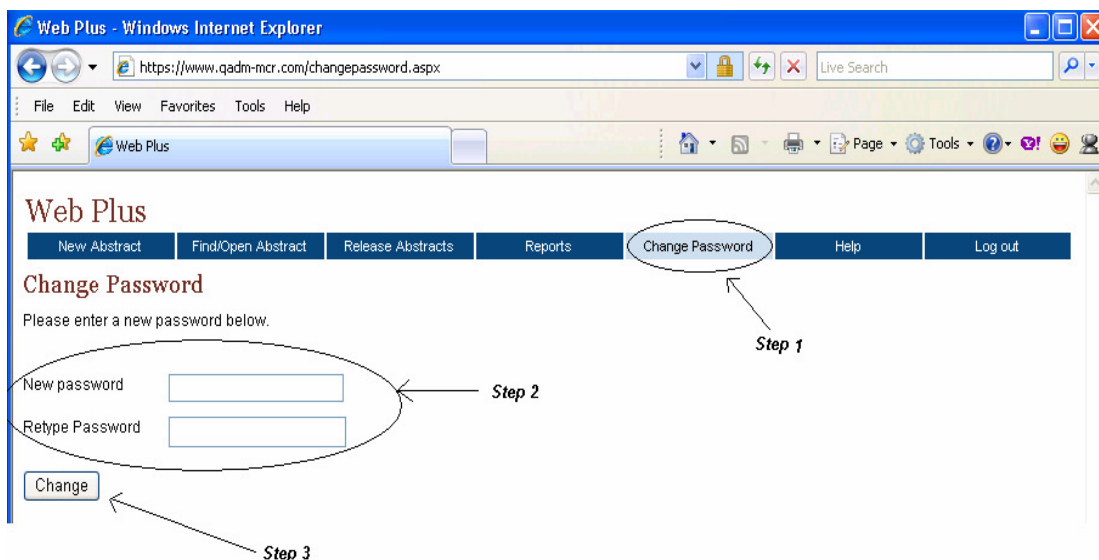 Web Plus - Windows Internet Explorer
https://www.qadm-mcr.com/changepassword.aspx Live Search
File Edit View Favorites Tools Help
Web Plus Page Tools
Web Plus
New Abstract Find/Open Abstract Release Abstracts Reports Change Password Help Log out
Change Password
Please enter a new password below.
Step 1
New password
Step 2
Retype Password
Change
Step 3